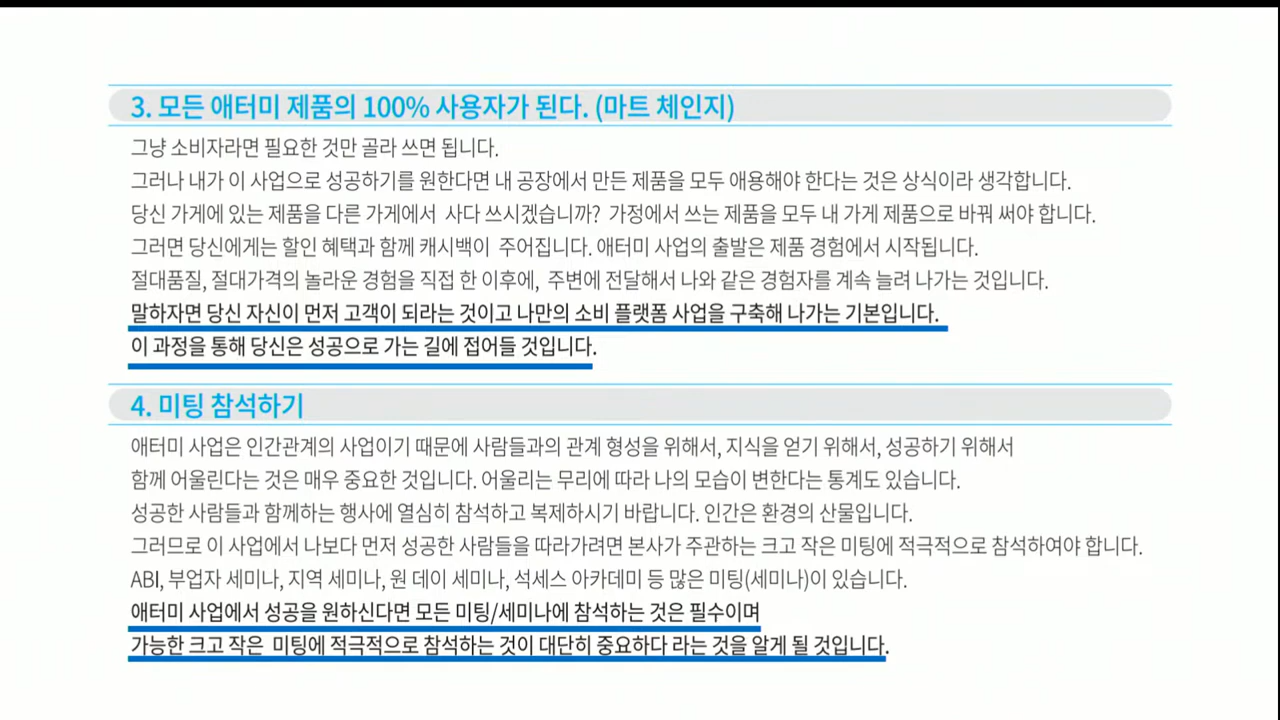 3. 모든 애터미 제품의 100% 사용자가 된다. (마트 체인지)
그냥 소비자라면 필요한 것만 골라 쓰면 됩니다.
그러나 내가 이 사업으로 성공하기를 원한다면 내 공장에서 만든 제품을 모두 애용해야 한다는 것은 상식이라 생각합니다.
당신 가게에 있는 제품을 다른 가게에서 사다 쓰시겠습니까? 가정에서 쓰는 제품을 모두 내 가게 제품으로 바꿔 써야 합니다.
그러면 당신에게는 할인 혜택과 함께 캐시백이 주어집니다. 애터미 사업의 출발은 제품 경험에서 시작됩니다.
절대품질, 절대가격의 놀라운 경험을 직접 한 이후에, 주변에 전달해서 나와 같은 경험자를 계속 늘려 나가는 것입니다.
말하자면 당신 자신이 먼저 고객이 되라는 것이고 나만의 소비 플랫폼 사업을 구축해 나가는 기본입니다.
이 과정을 통해 당신은 성공으로 가는 길에 접어들 것입니다.
4. 미팅 참석하기
애터미 사업은 인간관계의 사업이기 때문에 사람들과의 관계 형성을 위해서, 지식을 얻기 위해서, 성공하기 위해서
함께 어울린다는 것은 매우 중요한 것입니다. 어울리는 무리에 따라 나의 모습이 변한다는 통계도 있습니다.
성공한 사람들과 함께하는 행사에 열심히 참석하고 복제하시기 바랍니다. 인간은 환경의 산물입니다.
그러므로 이 사업에서 나보다 먼저 성공한 사람들을 따라가려면 본사가 주관하는 크고 작은 미팅에 적극적으로 참석하여야 합니다.
ABI, 부업자 세미나, 지역 세미나, 원 데이 세미나, 석세스 아카데미 등 많은 미팅(세미나)이 있습니다.
애터미 사업에서 성공을 원하신다면 모든 미팅/세미나에 참석하는 것은 필수이며
가능한 크고 작은 미팅에 적극적으로 참석하는 것이 대단히 중요하다 라는 것을 알게 될 것입니다.